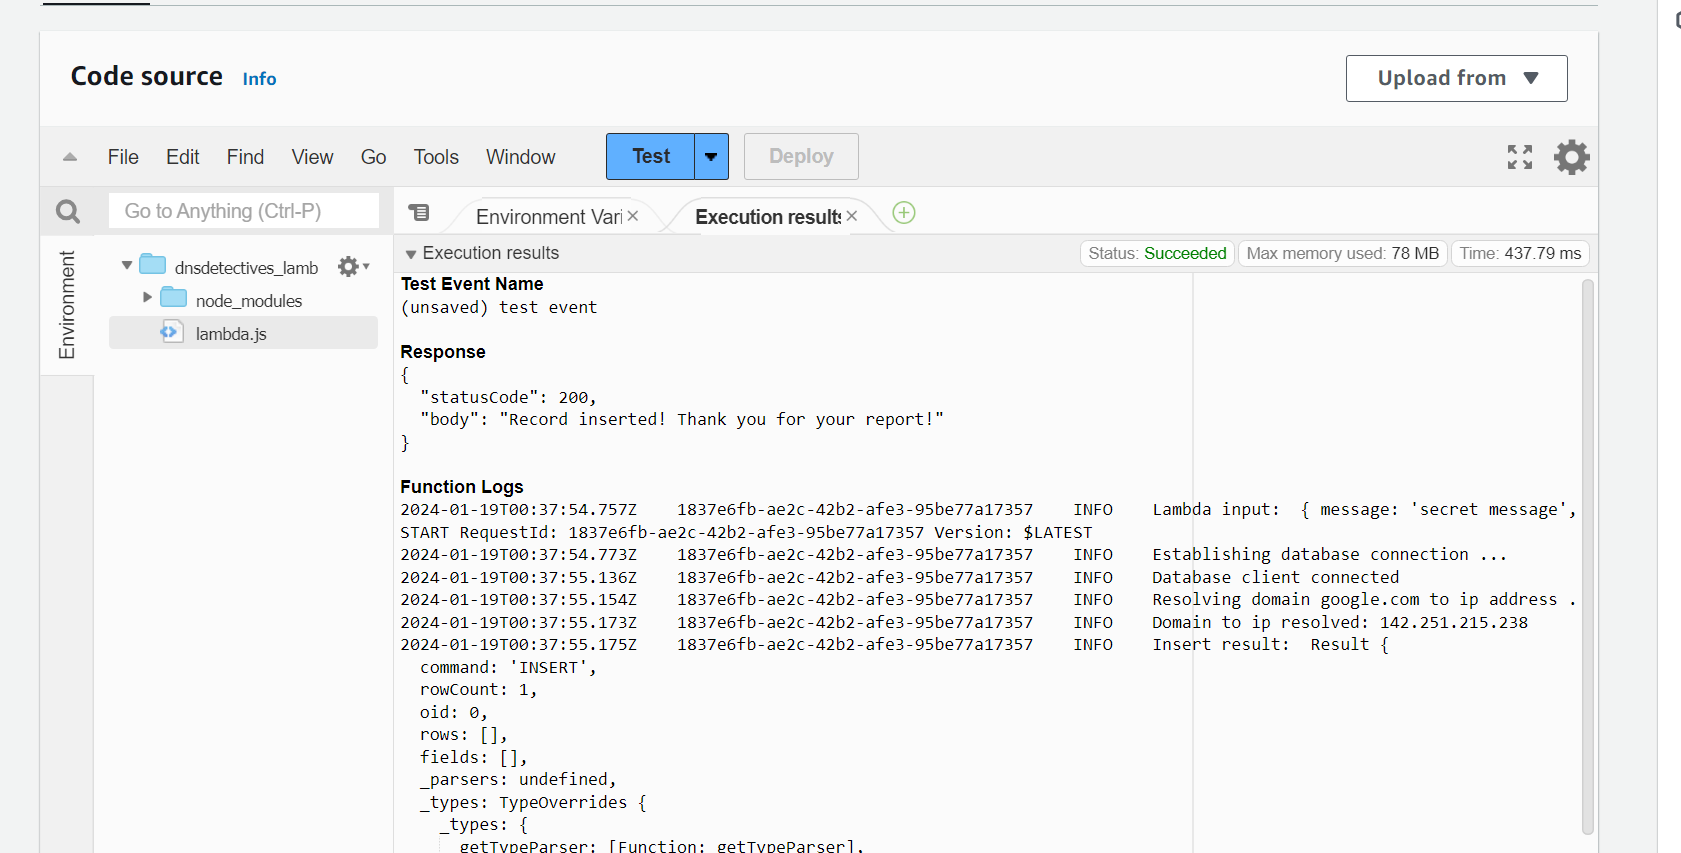 Code source Info
Upload from
File Edit Find View Go Tools Window Test Deploy
Go to Anything (Ctrl-P)
Environment Vari Execution results
Environment
Execution results
Status: Succeeded Max memory used: 78 MB Time: 437.79 ms
dnsdetectives_lamb
node_modules
lambda.js
Test Event Name
(unsaved) test event
Response
{
"statusCode": 200,
"body": "Record inserted! Thank you for your report!"
}
Function Logs
2024-01-19T00:37:54.757Z 1837e6fb-ae2c-42b2-afe3-95be77a17357 INFO Lambda input: { message: 'secret message',
START RequestId: 1837e6fb-ae2c-42b2-afe3-95be77a17357 Version: $LATEST
2024-01-19T00:37:54.773Z 1837e6fb-ae2c-42b2-afe3-95be77a17357 INFO Establishing database connection ...
2024-01-19T00:37:55.136Z 1837e6fb-ae2c-42b2-afe3-95be77a17357 INFO Database client connected
2024-01-19T00:37:55.154Z 1837e6fb-ae2c-42b2-afe3-95be77a17357 INFO Resolving domain google.com to ip address .
2024-01-19T00:37:55.173Z 1837e6fb-ae2c-42b2-afe3-95be77a17357 INFO Domain to ip resolved: 142.251.215.238
2024-01-19T00:37:55.175Z 1837e6fb-ae2c-42b2-afe3-95be77a17357 INFO Insert result: Result {
command: 'INSERT',
rowCount: 1,
oid: 0,
rows: [],
fields: [],
_parsers: undefined,
_types: TypeOverrides {
_types: {
getTypeParser: [Function: getTypeParser],